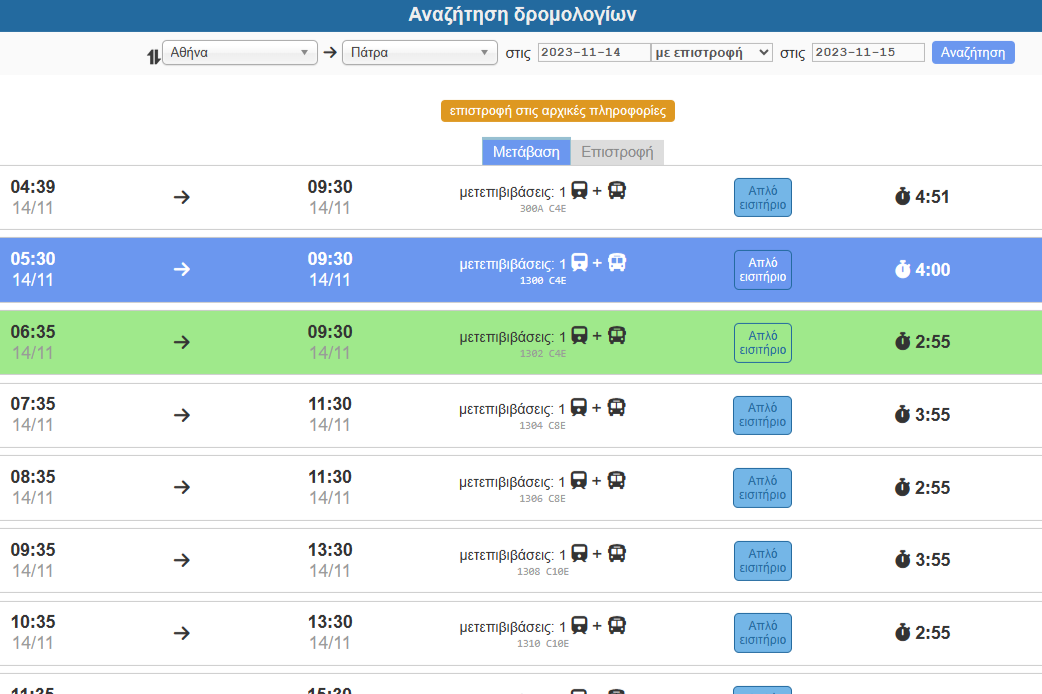 Αναζήτηση δρομολογίων
Αθήνα Πάτρα στις 2023-11-14 με επιστροφή στις 2023-11-15 Αναζήτηση
επιστροφή στις αρχικές πληροφορίες
Μετάβαση Επιστροφή
04:39 09:30 μετεπιβιβάσεις: 1 + Απλό 4:51
14/11 14/11 300A C4E εισιτήριο
05:30 09:30 μετεπιβιβάσεις: 1 + Απλό 4:00
14/11 14/11 1300 C4E εισιτήριο
06:35 09:30 μετεπιβιβάσεις: 1 + Απλό 2:55
14/11 14/11 1302 C4E εισιτήριο
07:35 11:30 μετεπιβιβάσεις: 1 + Απλό 3:55
14/11 14/11 1304 C8E εισιτήριο
08:35 11:30 μετεπιβιβάσεις: 1 + Απλό 2:55
14/11 14/11 1306 C8E εισιτήριο
09:35 13:30 μετεπιβιβάσεις: 1 + Απλό 3:55
14/11 14/11 1308 C10E εισιτήριο
10:35 13:30 μετεπιβιβάσεις: 1 + Απλό 2:55
14/11 14/11 1310 C10E εισιτήριο
11:35 15:30